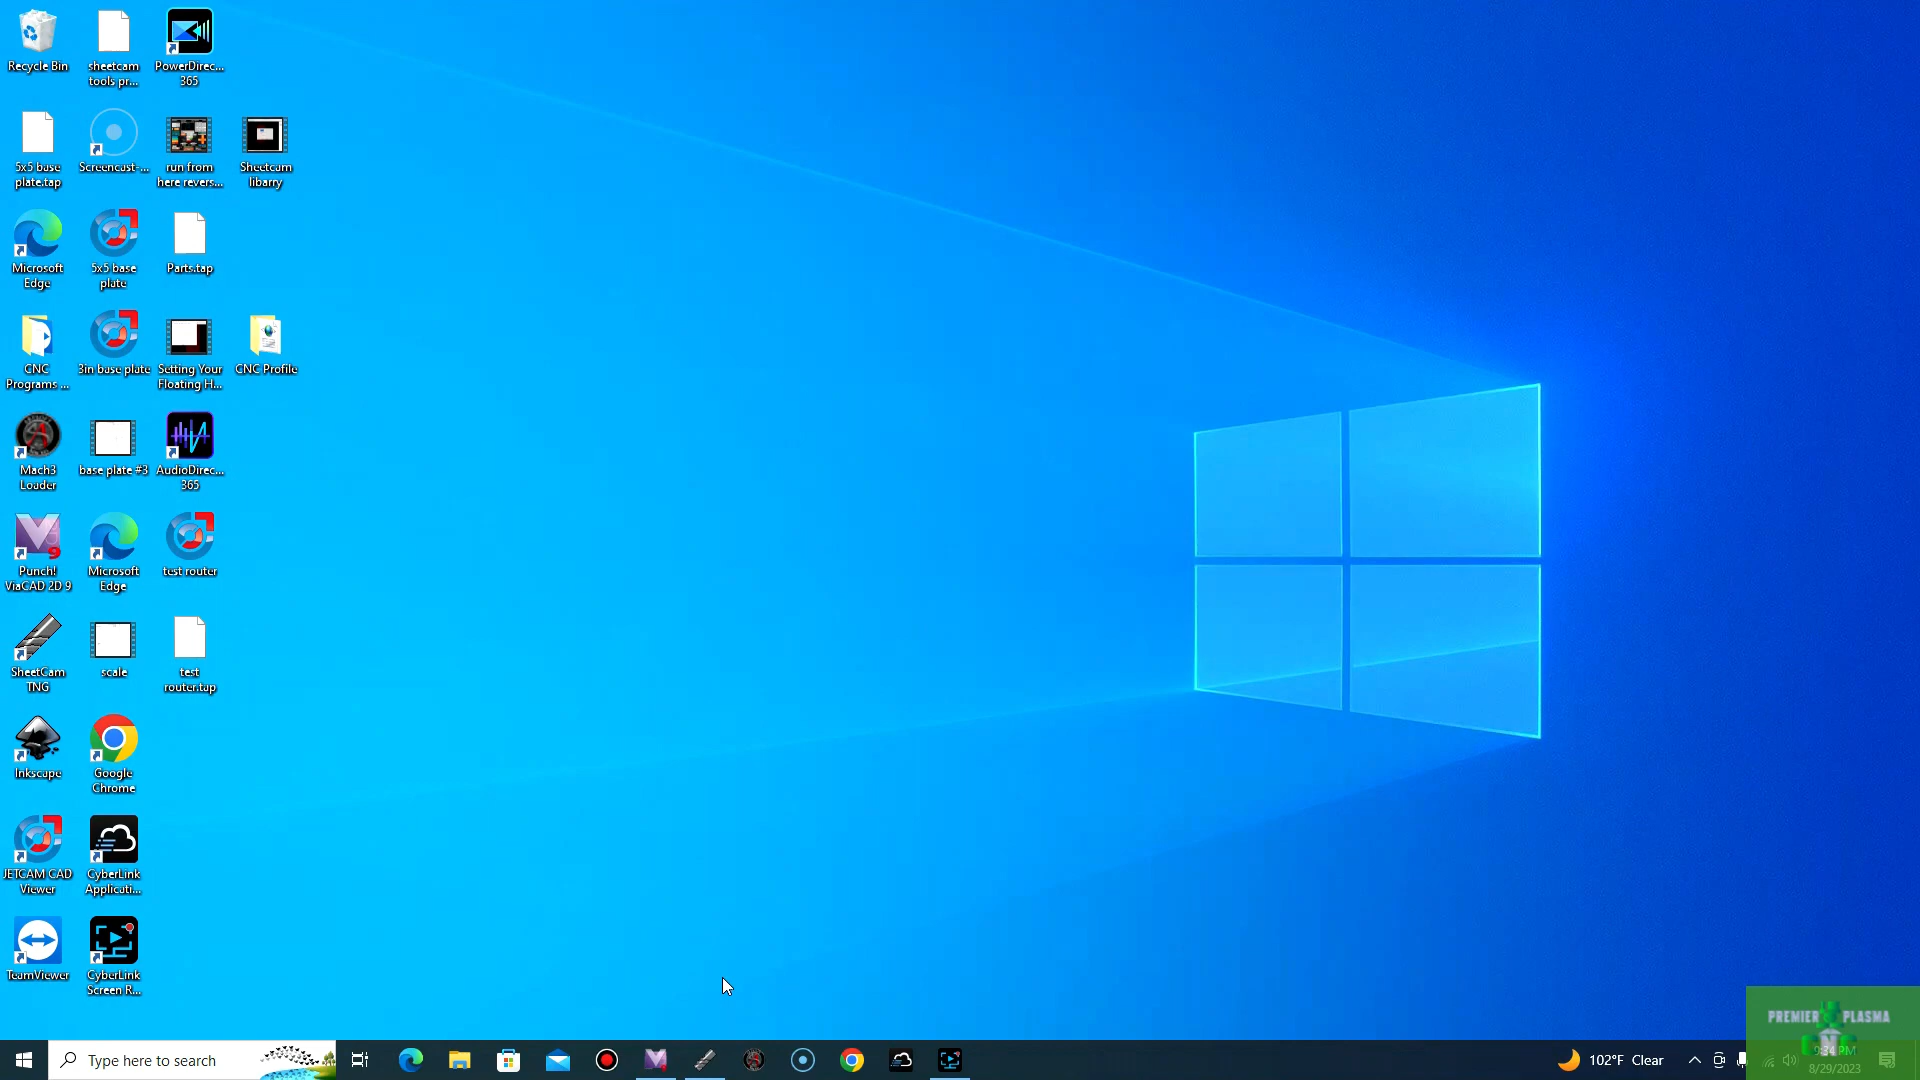 Recycle Bin
sheetcam
tools pr...
PowerDirec...
365
5x5 base
plate.tap
Screencast-...
run from
here revers...
Sheetcam
libarry
Microsoft
Edge
5x5 base
plate
Parts.tap
CNC
Programs ...
3in base plate
Setting Your
Floating H...
CNC Profile
Mach3
Loader
base plate #3
AudioDirec...
365
Punch!
ViaCAD 2D 9
Microsoft
Edge
test router
SheetCam
TNG
scale
test
router.tap
Inkscape
Google
Chrome
JETCAM CAD
Viewer
CyberLink
Applicati...
TeamViewer
CyberLink
Screen R...
PREMIER PLASMA
Type here to search
102°F Clear
9:34 PM
8/29/2023